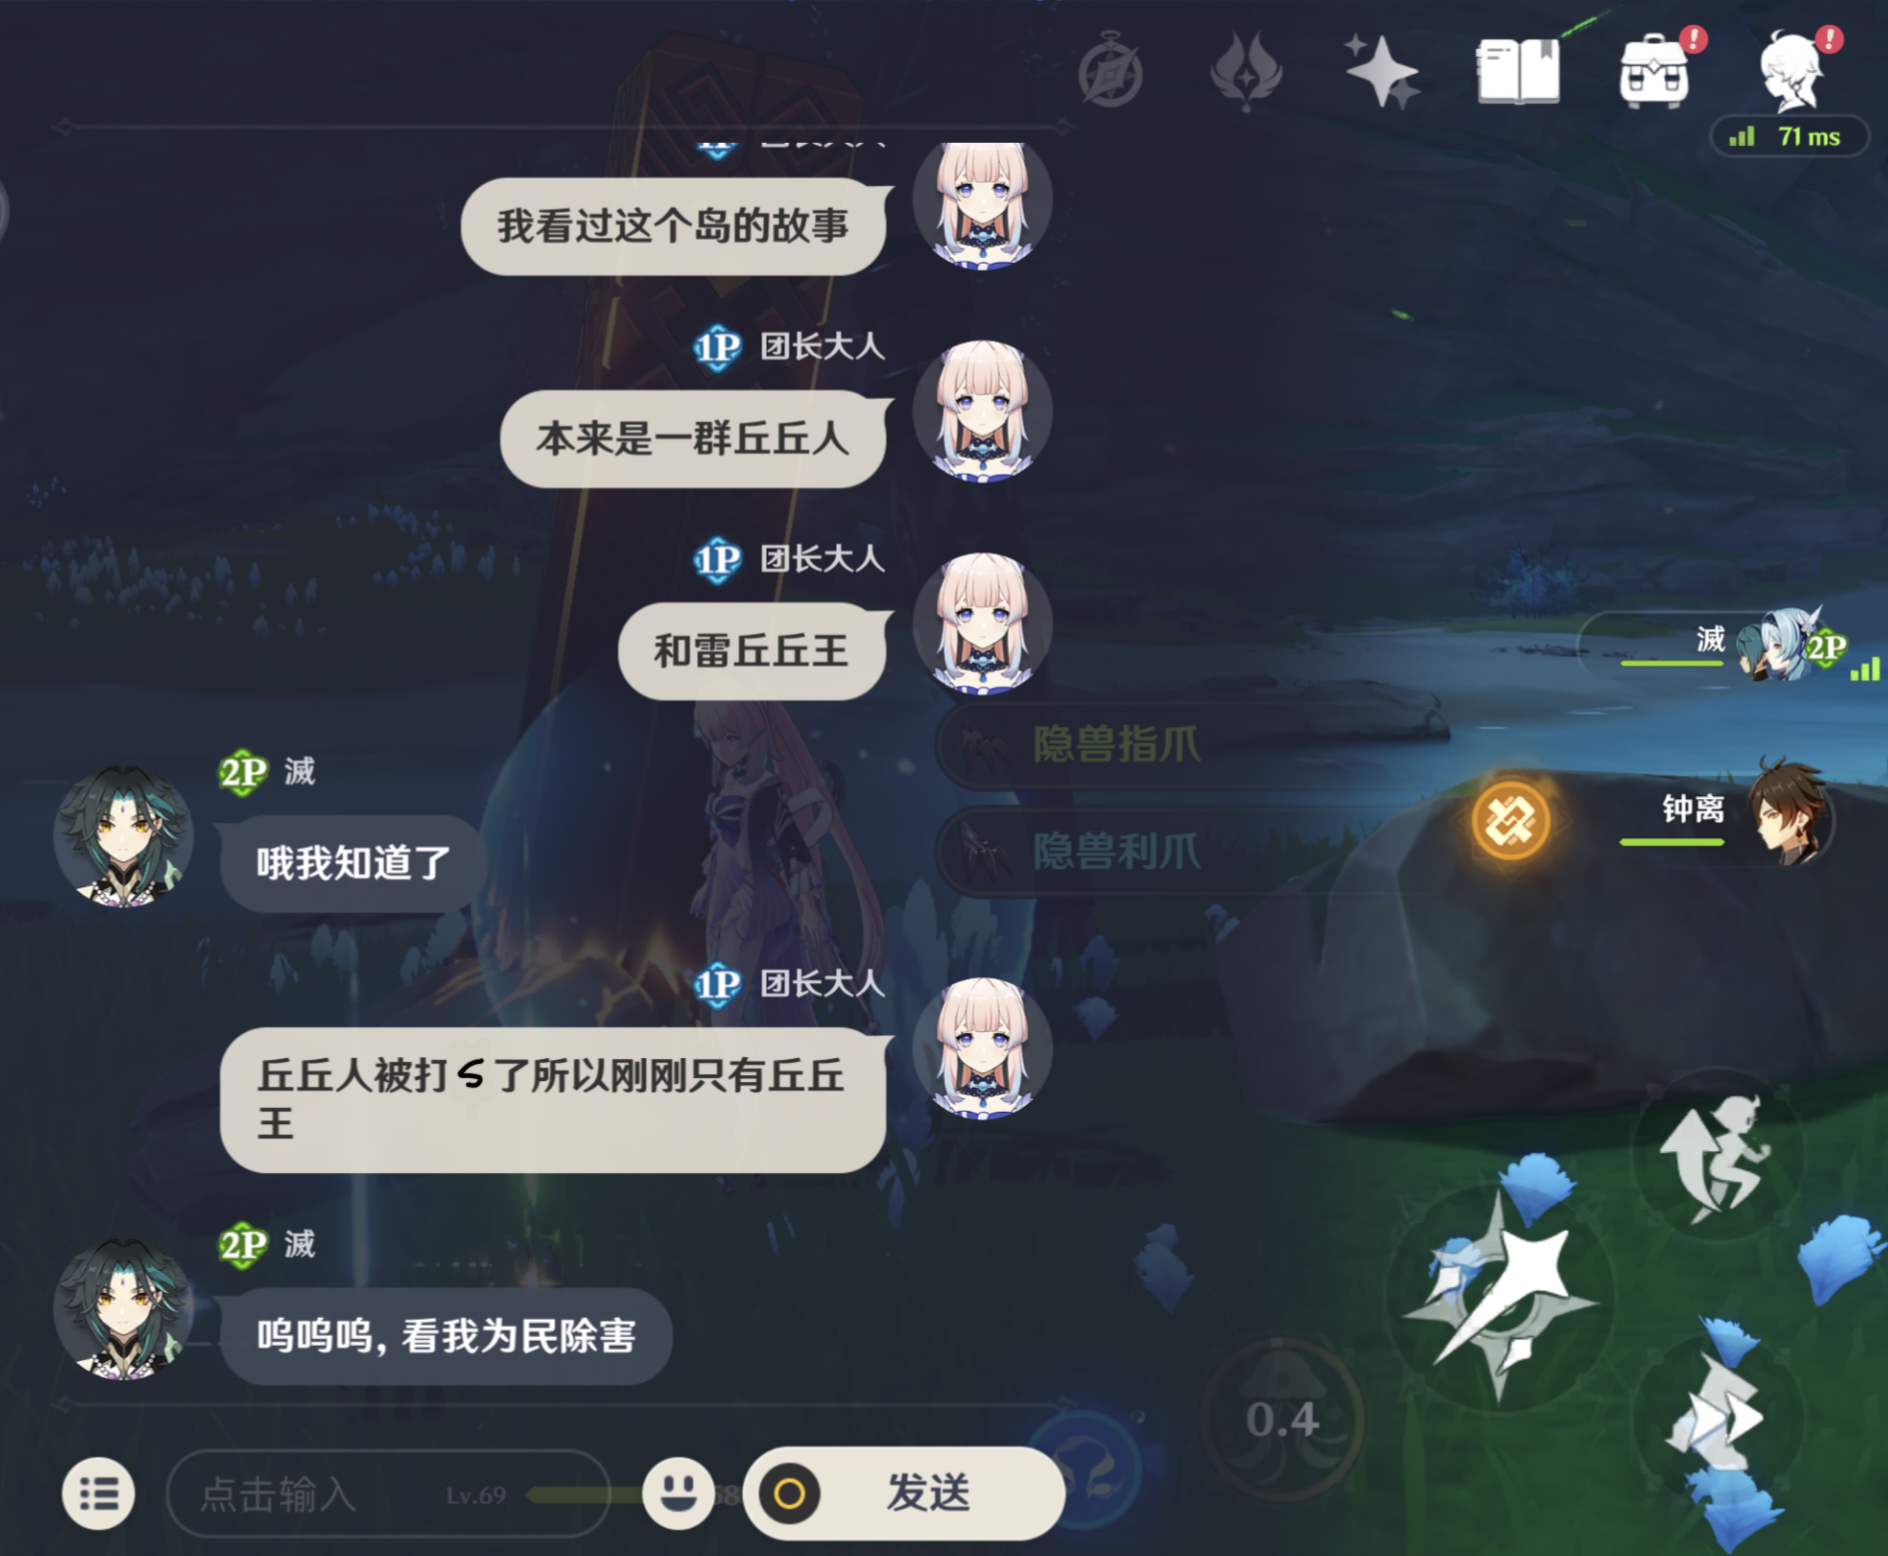 71 ms
我看过这个岛的故事
1P 团长大人
本来是一群丘丘人
1P 团长大人
和雷丘丘王
滅 2P
隐兽指爪
2P 滅
哦我知道了
隐兽利爪
钟离
1P 团长大人
丘丘人被打S了所以刚刚只有丘丘
王
2P 滅
呜呜呜，看我为民除害
0.4
点击输入
Lv.69
发送